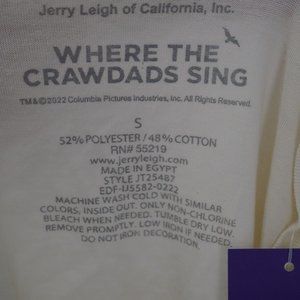 Jerry Leigh of California, Inc.
WHERE THE
CRAWDADS SING
TM&©2022 Columbia Pictures Industries, Inc. All Rights Reserved.
S
52% POLYESTER / 48% COTTON
RN# 55219
www.jerryleigh.com
MADE IN EGYPT
STYLE JT25487
EDF-IJ5582-0222
MACHINE WASH COLD WITH SIMILAR
COLORS, INSIDE OUT. ONLY NON-CHLORINE
BLEACH WHEN NEEDED. TUMBLE DRY LOW.
REMOVE PROMPTLY. LOW IRON IF NEEDED.
DO NOT IRON DECORATION.